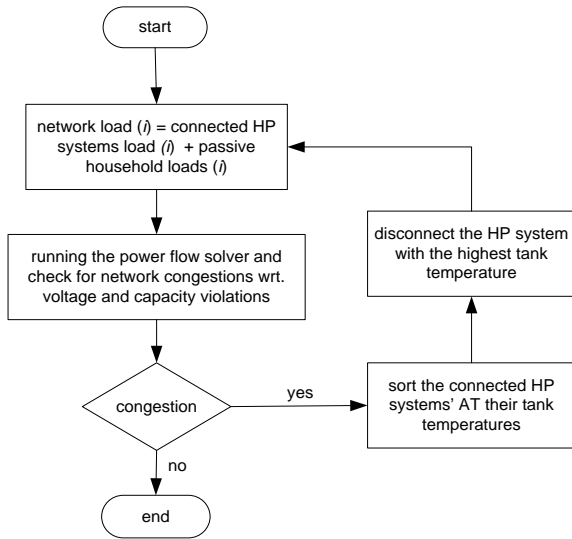 start
network load (i) = connected HP
systems load (i) + passive
household loads (i)
running the power flow solver and
check for network congestions wrt.
voltage and capacity violations
congestion
yes
no
end
sort the connected HP
systems’ AT their tank
temperatures
disconnect the HP system
with the highest tank
temperature